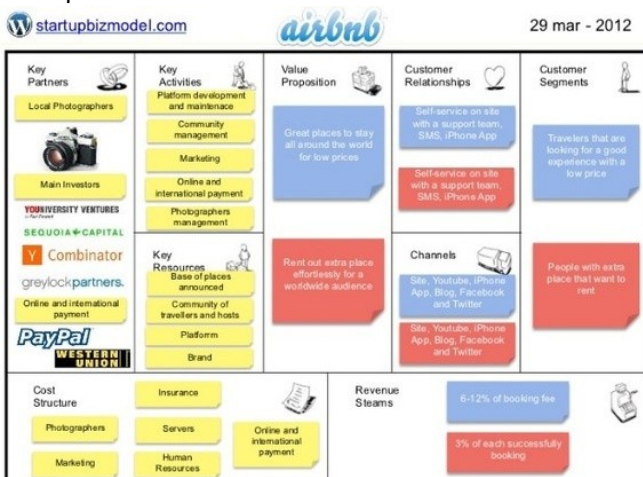 startupbizmodel.com
airbnb
29 mar - 2012
Key
Partners
Local Photographers
Main Investors
YOUNIVERSITY VENTURES
SEQUOIA CAPITAL
Y Combinator
greylock partners.
Online and international
payment
PayPal
WESTERN
UNION
Key
Activities
Platform development
and maintenace
Community
management
Marketing
Online and
international payment
Photographers
management
Key
Resources
Base of places
announced
Community of
travellers and hosts
Platform
Brand
Value
Proposition
Great places to stay
all around the world
for low prices
Rent out extra place
effortlessly for a
worldwide audience
Customer
Relationships
Self-service on site
with a support team,
SMS, iPhone App
Self-service on site
with a support team,
SMS, iPhone App
Channels
Site, Youtube, iPhone
App, Blog, Facebook
and Twitter
Site, Youtube, iPhone
App, Blog, Facebook
and Twitter
Customer
Segments
Travelers that are
looking for a good
experience with a
low price
People with extra
place that want to
rent
Cost
Structure
Photographers
Marketing
Insurance
Servers
Human
Resources
Online and
international
payment
Revenue
Steams
6-12% of booking fee
3% of each successfully
booking